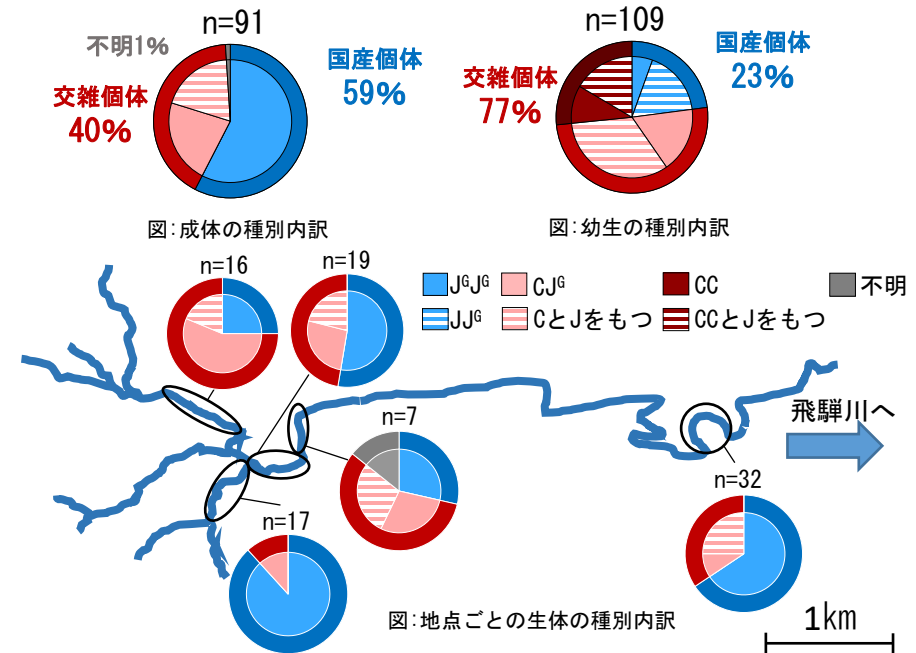 n=91
不明1%
国産個体
59%
交雑個体
40%
図:成体の種別内訳
n=109
国産個体
23%
交雑個体
77%
図:幼生の種別内訳
n=16
n=19
JᴳJᴳ
CJᴳ
CC
不明
JJᴳ
CとJをもつ
CCとJをもつ
n=7
飛騨川へ
n=32
n=17
図:地点ごとの生体の種別内訳
1km